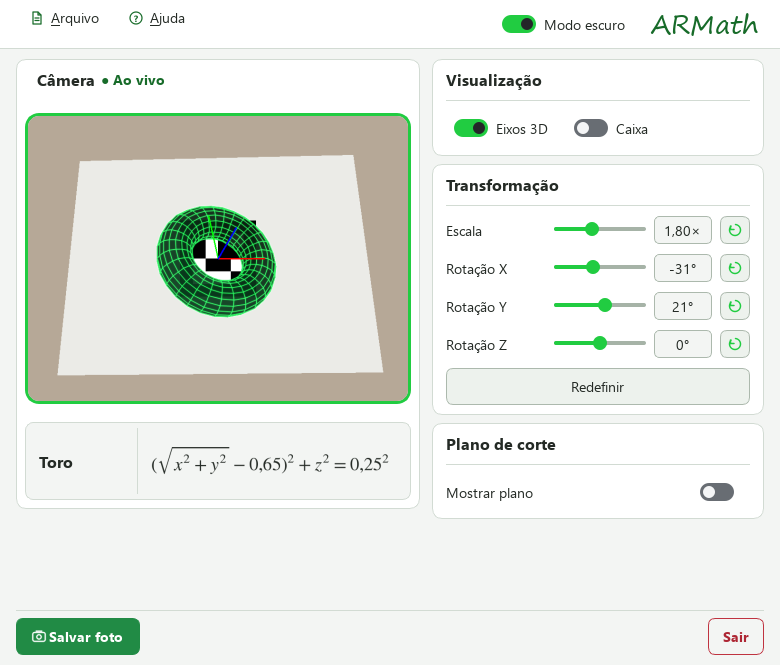 Arquivo
Ajuda
Modo escuro
ARMath
Câmera
• Ao vivo
Toro
(√(x² + y²) − 0,65)² + z² = 0,25²
Visualização
Eixos 3D
Caixa
Transformação
Escala
1,80×
Rotação X
-31°
Rotação Y
21°
Rotação Z
0°
Redefinir
Plano de corte
Mostrar plano
Salvar foto
Sair